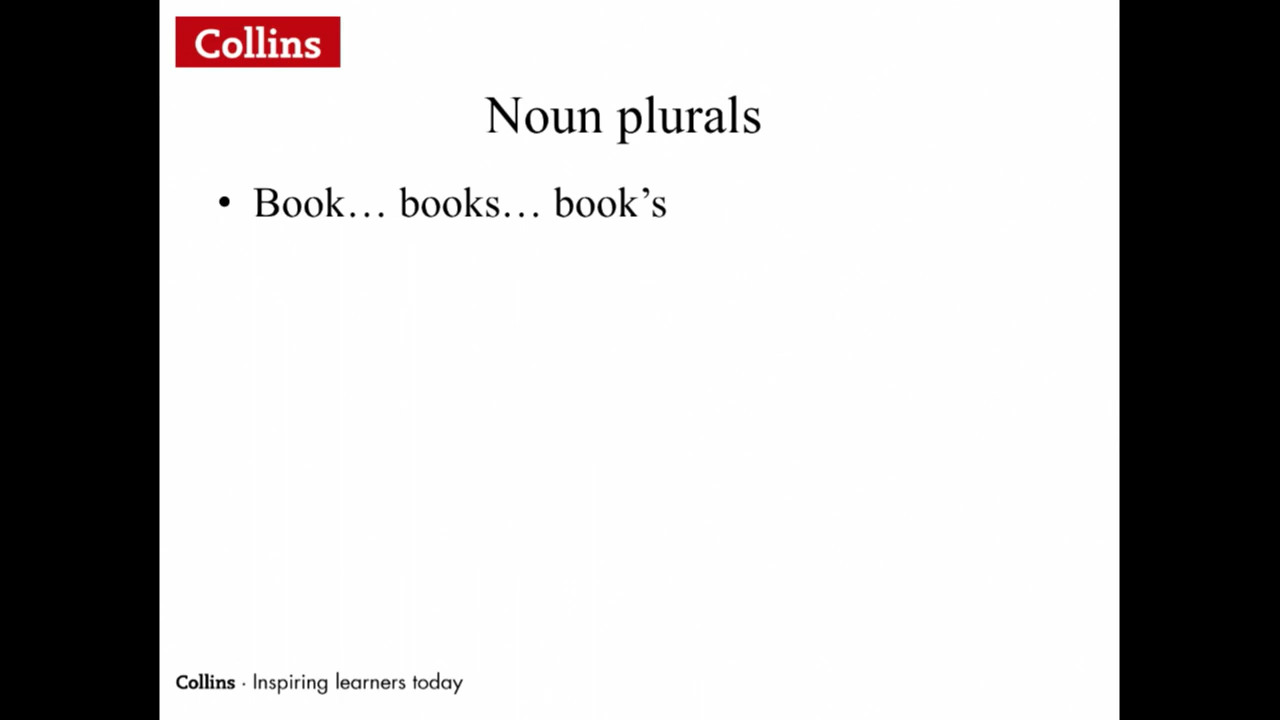 Collins
Noun plurals
• Book… books… book’s
Collins · Inspiring learners today